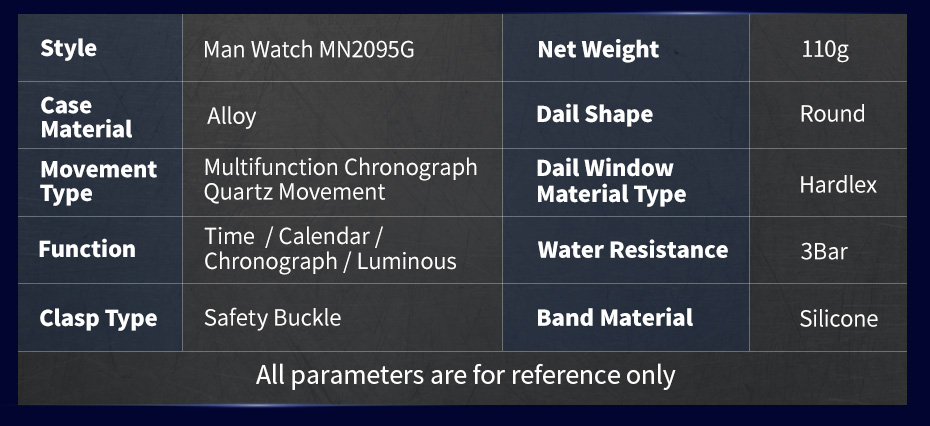 Style
Man Watch MN2095G
Net Weight
110g
Case
Material
Alloy
Dail Shape
Round
Movement
Type
Multifunction Chronograph
Quartz Movement
Dail Window
Material Type
Hardlex
Function
Time / Calendar /
Chronograph / Luminous
Water Resistance
3Bar
Clasp Type
Safety Buckle
Band Material
Silicone
All parameters are for reference only